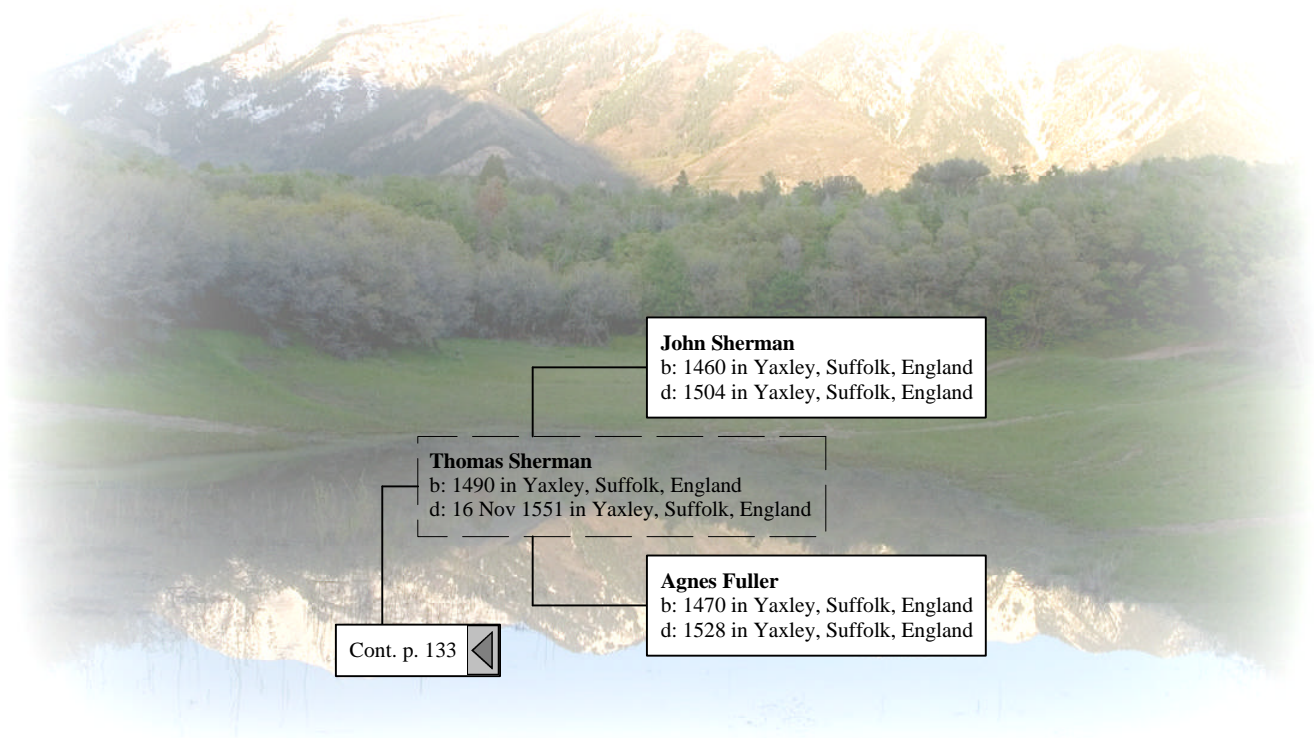 John Sherman
b: 1460 in Yaxley, Suffolk, England
d: 1504 in Yaxley, Suffolk, England
Thomas Sherman
b: 1490 in Yaxley, Suffolk, England
d: 16 Nov 1551 in Yaxley, Suffolk, England
Agnes Fuller
b: 1470 in Yaxley, Suffolk, England
d: 1528 in Yaxley, Suffolk, England
Cont. p. 133